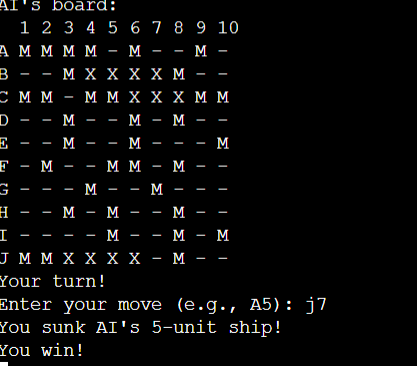 AI's board:
1 2 3 4 5 6 7 8 9 10
A M M M M - M - - M -
B - - M X X X X M - -
C M M - M M X X X M M
D - - M - - M - M - -
E - - M - - M - - - M
F - M - - M M - M - -
G - - - M - - M - - -
H - - M - M - - M - -
I - - - - M - - M - M
J M M X X X X - M - -
Your turn!
Enter your move (e.g., A5): j7
You sunk AI's 5-unit ship!
You win!